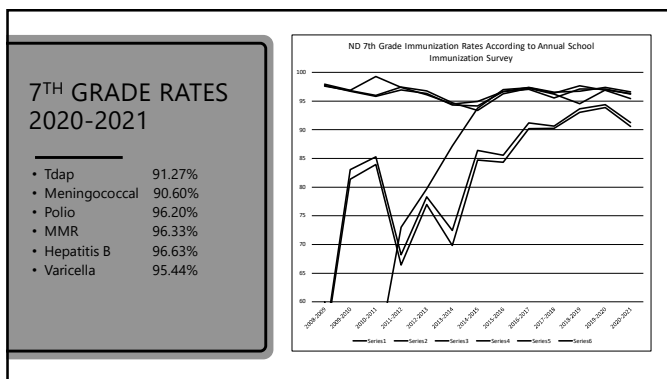 7TH GRADE RATES
2020-2021
• Tdap 91.27%
• Meningococcal 90.60%
• Polio 96.20%
• MMR 96.33%
• Hepatitis B 96.63%
• Varicella 95.44%
ND 7th Grade Immunization Rates According to Annual School
Immunization Survey
100
95
90
85
80
75
70
65
60
2008-2009
2009-2010
2010-2011
2011-2012
2012-2013
2013-2014
2014-2015
2015-2016
2016-2017
2017-2018
2018-2019
2019-2020
2020-2021
Series1 Series2 Series3 Series4 Series5 Series6